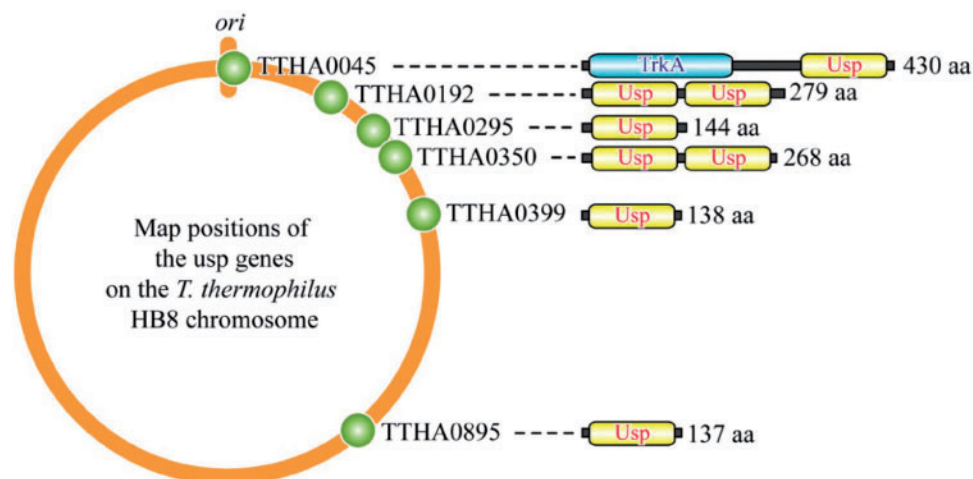 ori
TTHA0045 TrkA Usp 430 aa
TTHA0192 Usp Usp 279 aa
TTHA0295 Usp 144 aa
TTHA0350 Usp Usp 268 aa
TTHA0399 Usp 138 aa
Map positions of
the usp genes
on the T. thermophilus
HB8 chromosome
TTHA0895 Usp 137 aa